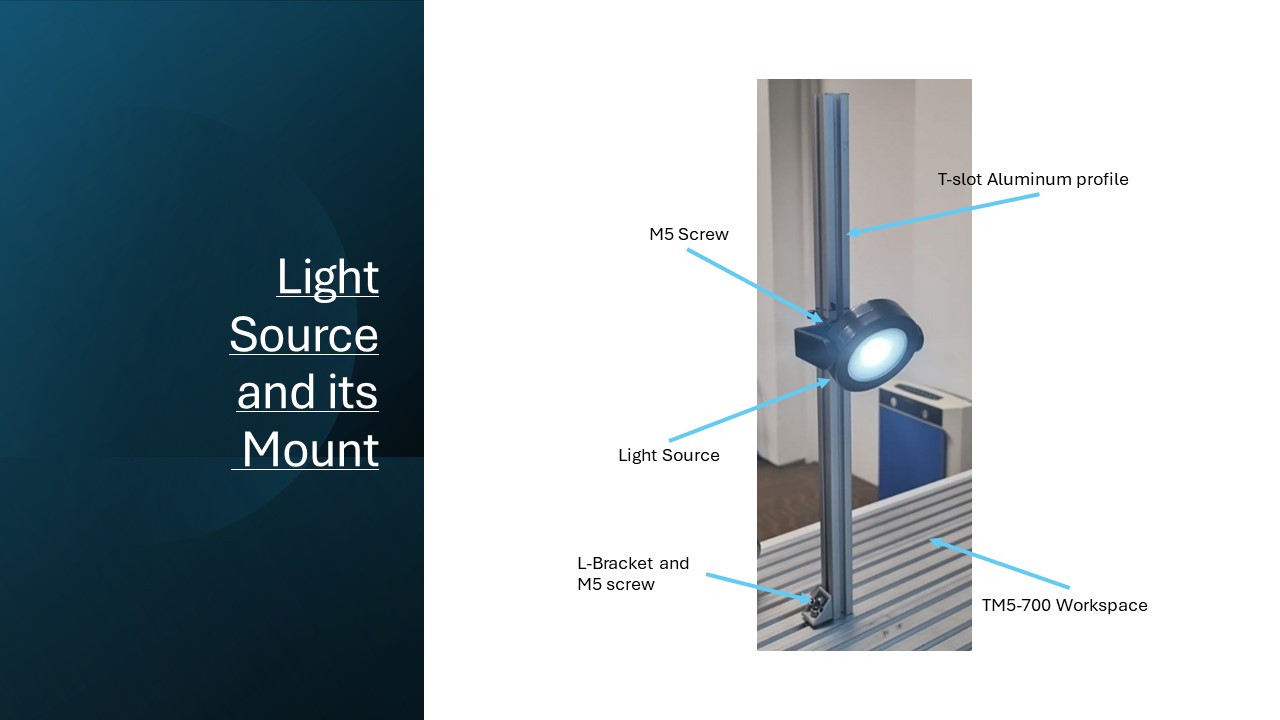 Light
Source
and its
Mount
T-slot Aluminum profile
M5 Screw
Light Source
L-Bracket and
M5 screw
TM5-700 Workspace